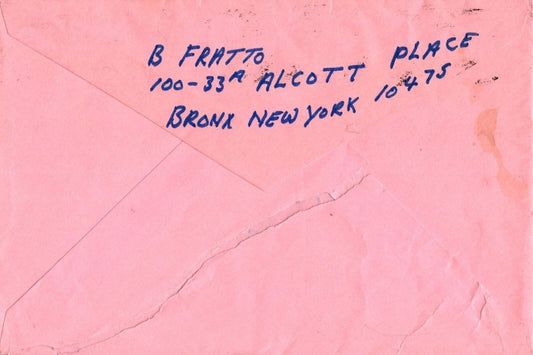 B FRATTO
100-33A ALCOTT PLACE
BRONX NEW YORK 10475